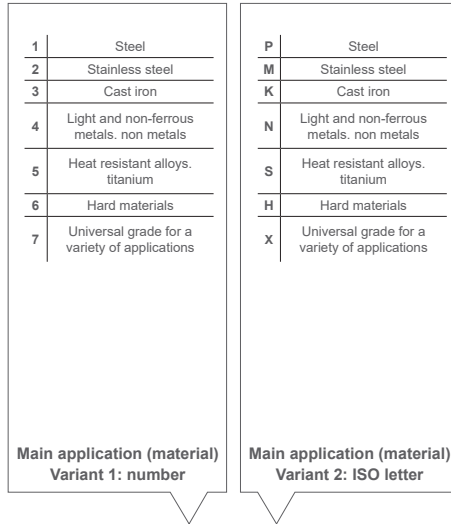 1 Steel
2 Stainless steel
3 Cast iron
4 Light and non-ferrous
metals. non metals
5 Heat resistant alloys.
titanium
6 Hard materials
7 Universal grade for a
variety of applications
Main application (material)
Variant 1: number
P Steel
M Stainless steel
K Cast iron
N Light and non-ferrous
metals. non metals
S Heat resistant alloys.
titanium
H Hard materials
X Universal grade for a
variety of applications
Main application (material)
Variant 2: ISO letter